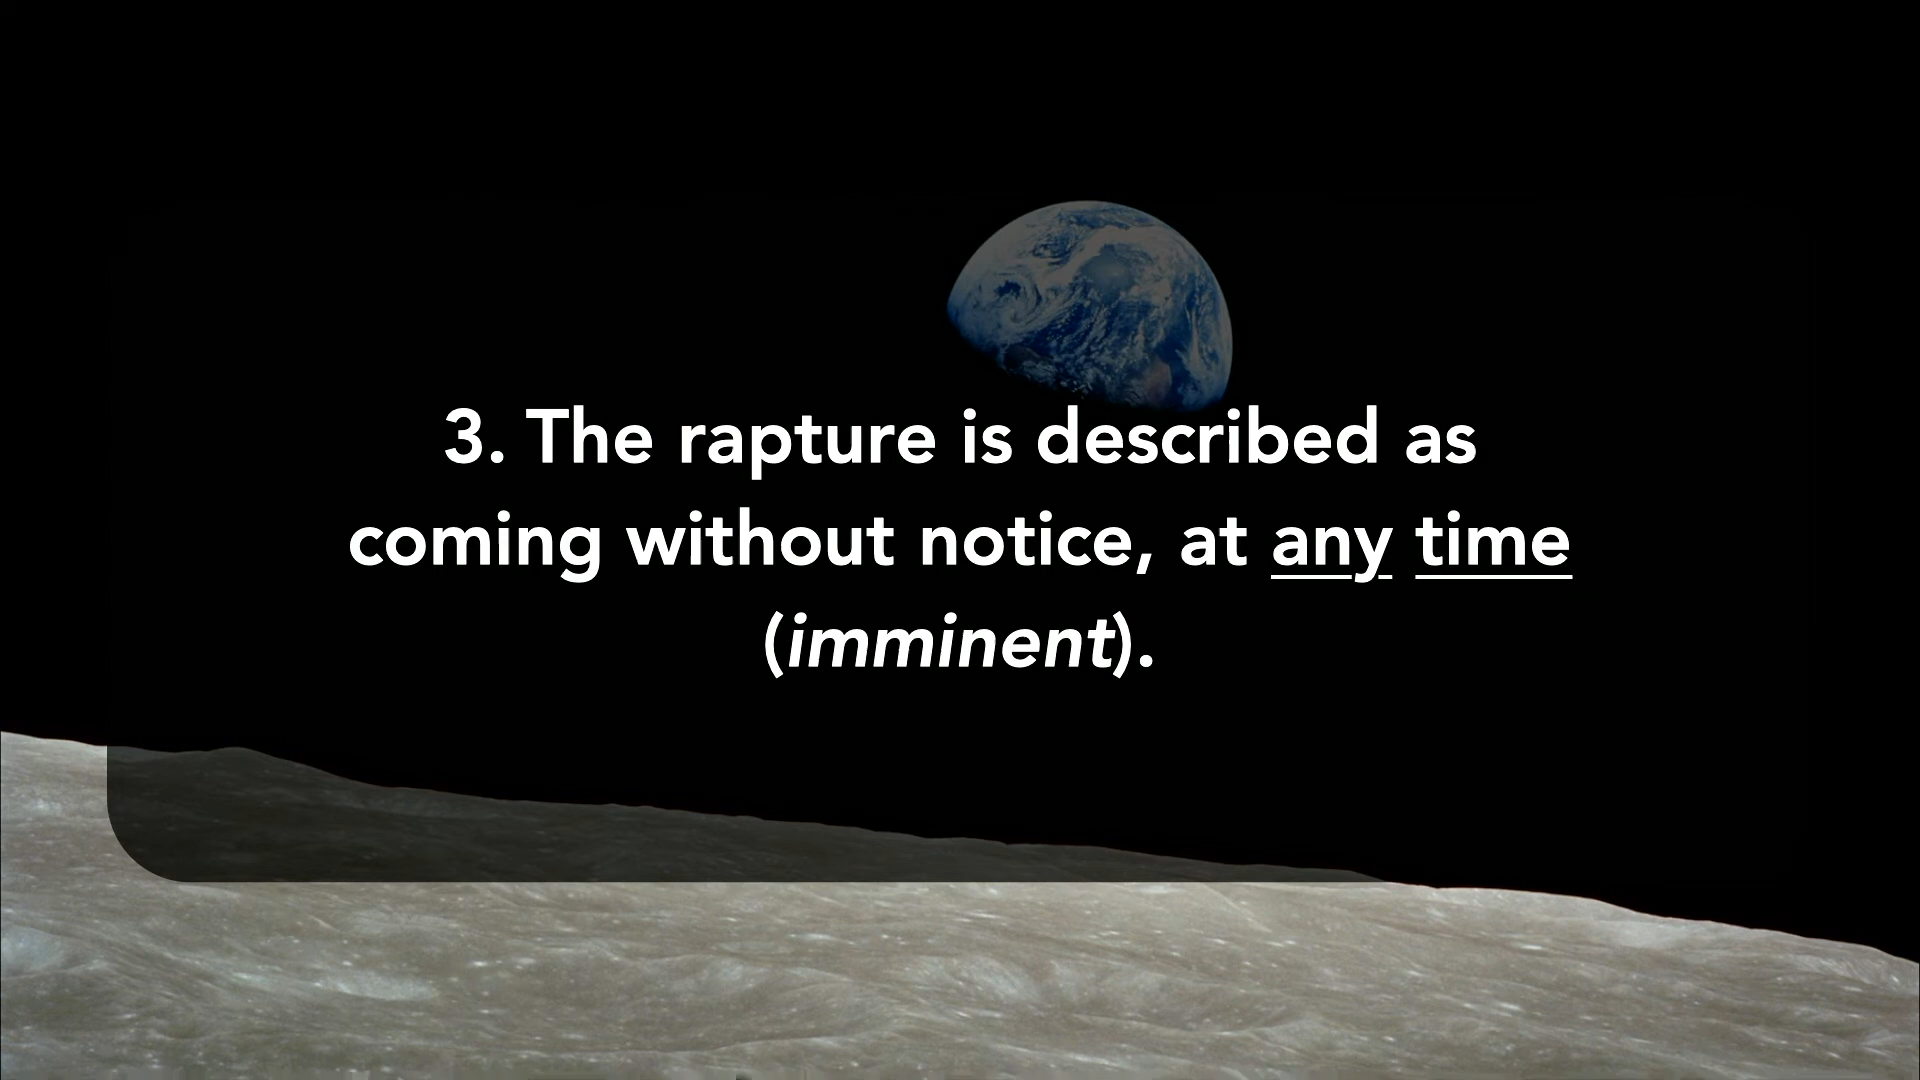 3. The rapture is described as
coming without notice, at any time
(imminent).